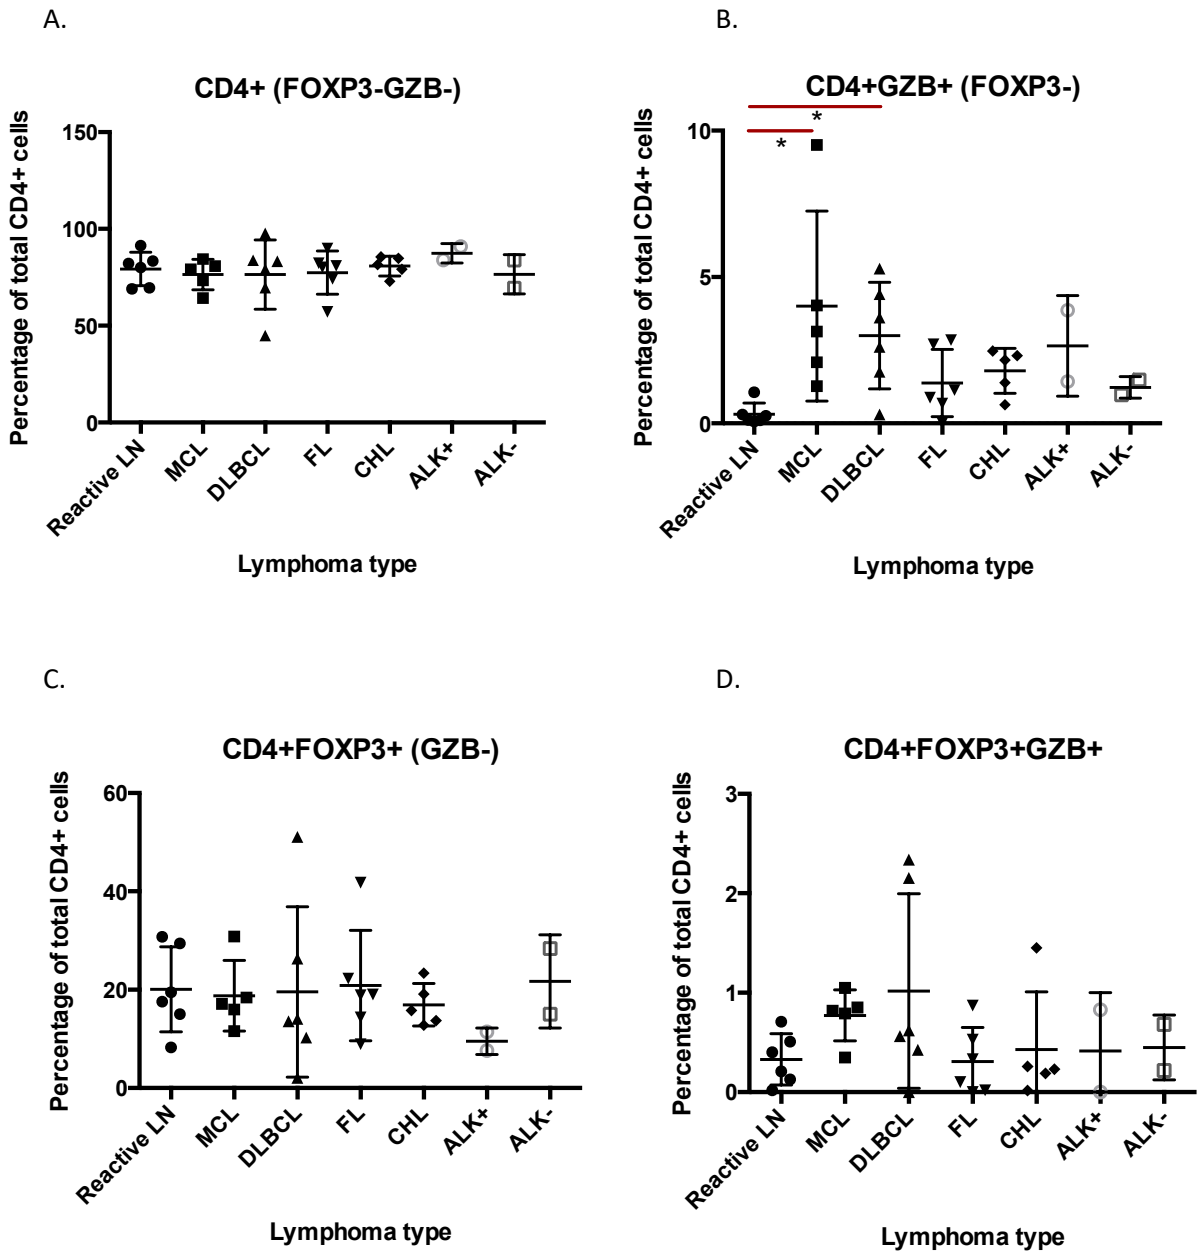 A.
CD4+ (FOXP3-GZB-)
Percentage of total CD4+ cells
150
100
50
0
Reactive LN
MCL
DLBCL
FL
CHL
ALK+
ALK-
Lymphoma type
B.
CD4+GZB+ (FOXP3-)
Percentage of total CD4+ cells
10
5
0
*
*
Reactive LN
MCL
DLBCL
FL
CHL
ALK+
ALK-
Lymphoma type
C.
CD4+FOXP3+ (GZB-)
Percentage of total CD4+ cells
60
40
20
0
Reactive LN
MCL
DLBCL
FL
CHL
ALK+
ALK-
Lymphoma type
D.
CD4+FOXP3+GZB+
Percentage of total CD4+ cells
3
2
1
0
Reactive LN
MCL
DLBCL
FL
CHL
ALK+
ALK-
Lymphoma type